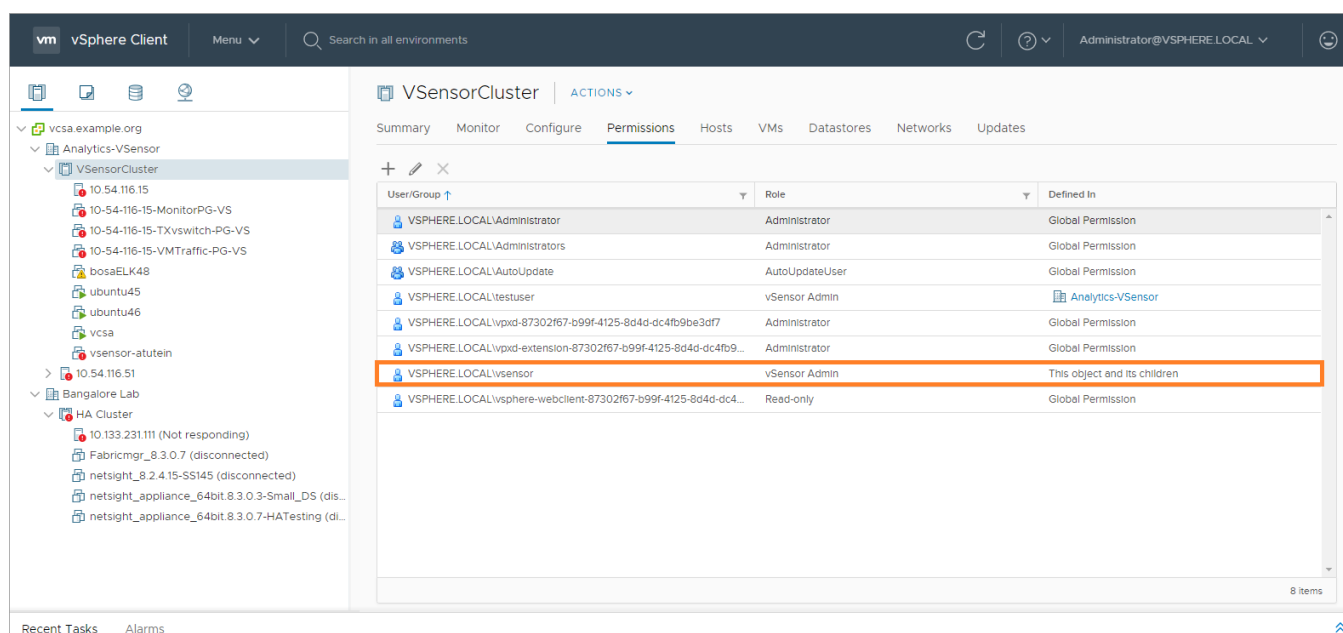 vm vSphere Client Menu Search in all environments Administrator@VSPHERE.LOCAL
vcsa.example.org
Analytics-VSensor
VSensorCluster
10.54.116.15
10-54-116-15-MonitorPG-VS
10-54-116-15-TXvswitch-PG-VS
10-54-116-15-VMTraffic-PG-VS
bosaELK48
ubuntu45
ubuntu46
vcsa
vsensor-atutein
10.54.116.51
Bangalore Lab
HA Cluster
10.133.231.111 (Not responding)
Fabricmgr_8.3.0.7 (disconnected)
netsight_8.2.4.15-SS145 (disconnected)
netsight_appliance_64bit.8.3.0.3-Small_DS (dis...
netsight_appliance_64bit.8.3.0.7-HATesting (di...
VSensorCluster ACTIONS
Summary Monitor Configure Permissions Hosts VMs Datastores Networks Updates
User/Group Role Defined In
VSPHERE.LOCAL\Administrator Administrator Global Permission
VSPHERE.LOCAL\Administrators Administrator Global Permission
VSPHERE.LOCAL\AutoUpdate AutoUpdateUser Global Permission
VSPHERE.LOCAL\testuser vSensor Admin Analytics-VSensor
VSPHERE.LOCAL\vpxd-87302f67-b99f-4125-8d4d-dc4fb9be3df7 Administrator Global Permission
VSPHERE.LOCAL\vpxd-extension-87302f67-b99f-4125-8d4d-dc4fb9... Administrator Global Permission
VSPHERE.LOCAL\vsensor vSensor Admin This object and its children
VSPHERE.LOCAL\vsphere-webclient-87302f67-b99f-4125-8d4d-dc4... Read-only Global Permission
8 items
Recent Tasks Alarms